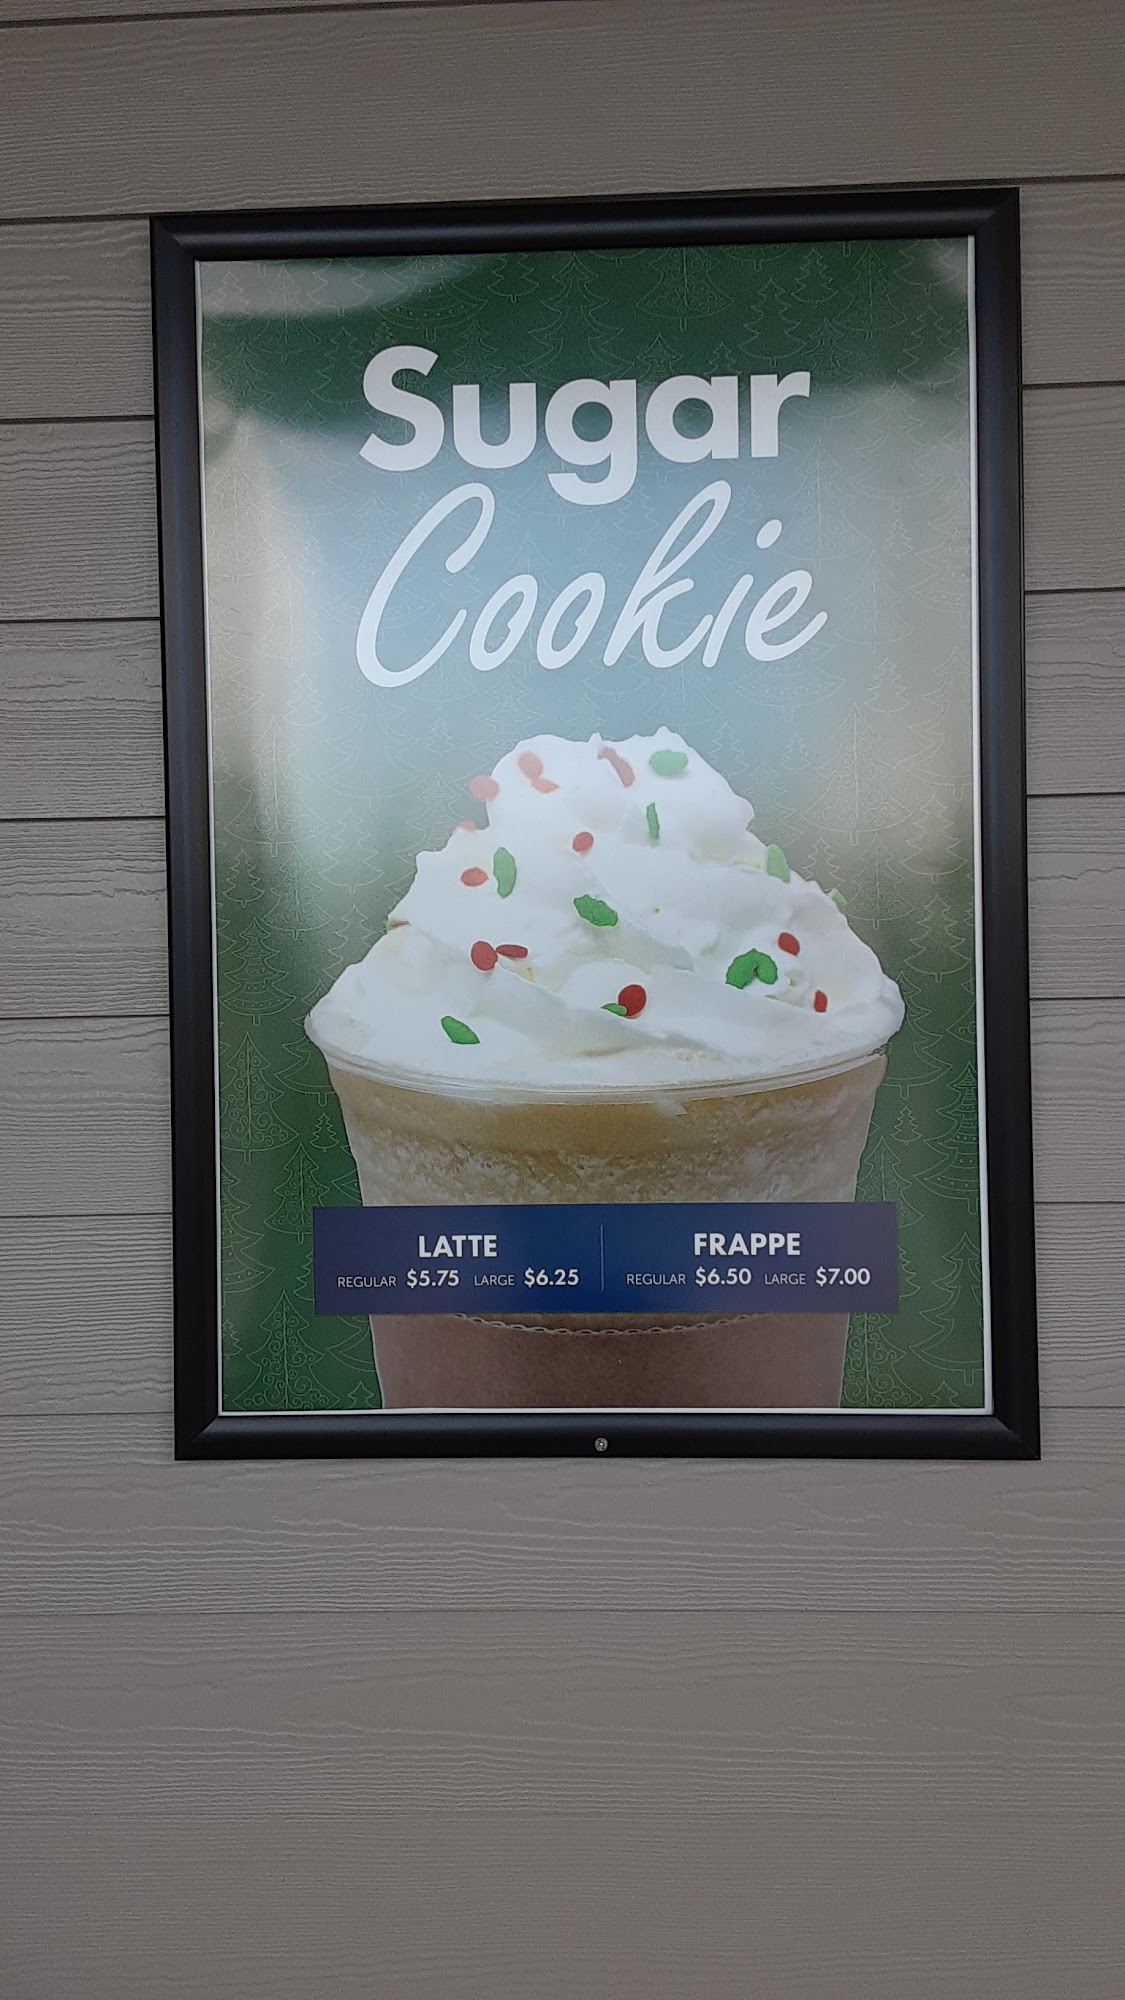 Sugar
Cookie
LATTE
REGULAR $5.75 LARGE $6.25
FRAPPE
REGULAR $6.50 LARGE $7.00